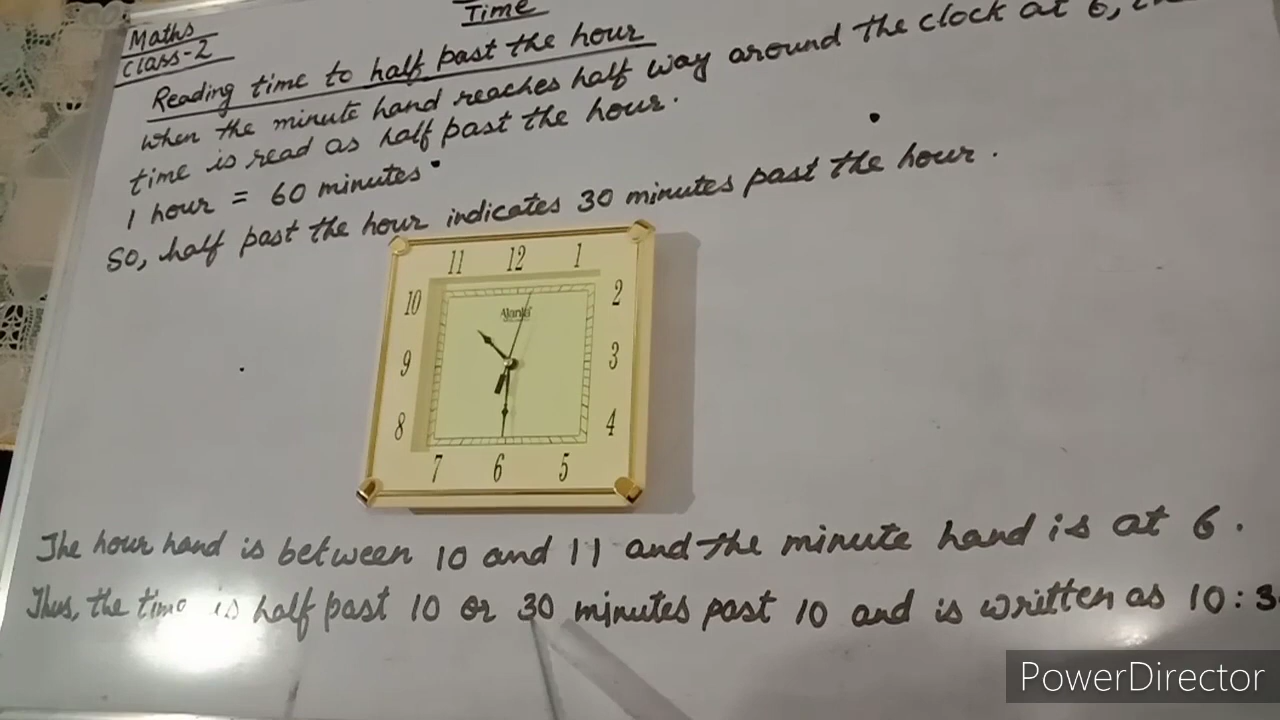 Time
Maths
Class-2
Reading time to half past the hour
When the minute hand reaches half way around the clock at 6,
time is read as half past the hour.
1 hour = 60 minutes
So, half past the hour indicates 30 minutes past the hour.
11 12 1
10 2
Ajanta
9 3
8 4
7 6 5
The hour hand is between 10 and 11 and the minute hand is at 6.
Thus, the time is half past 10 or 30 minutes past 10 and is written as 10:3
PowerDirector